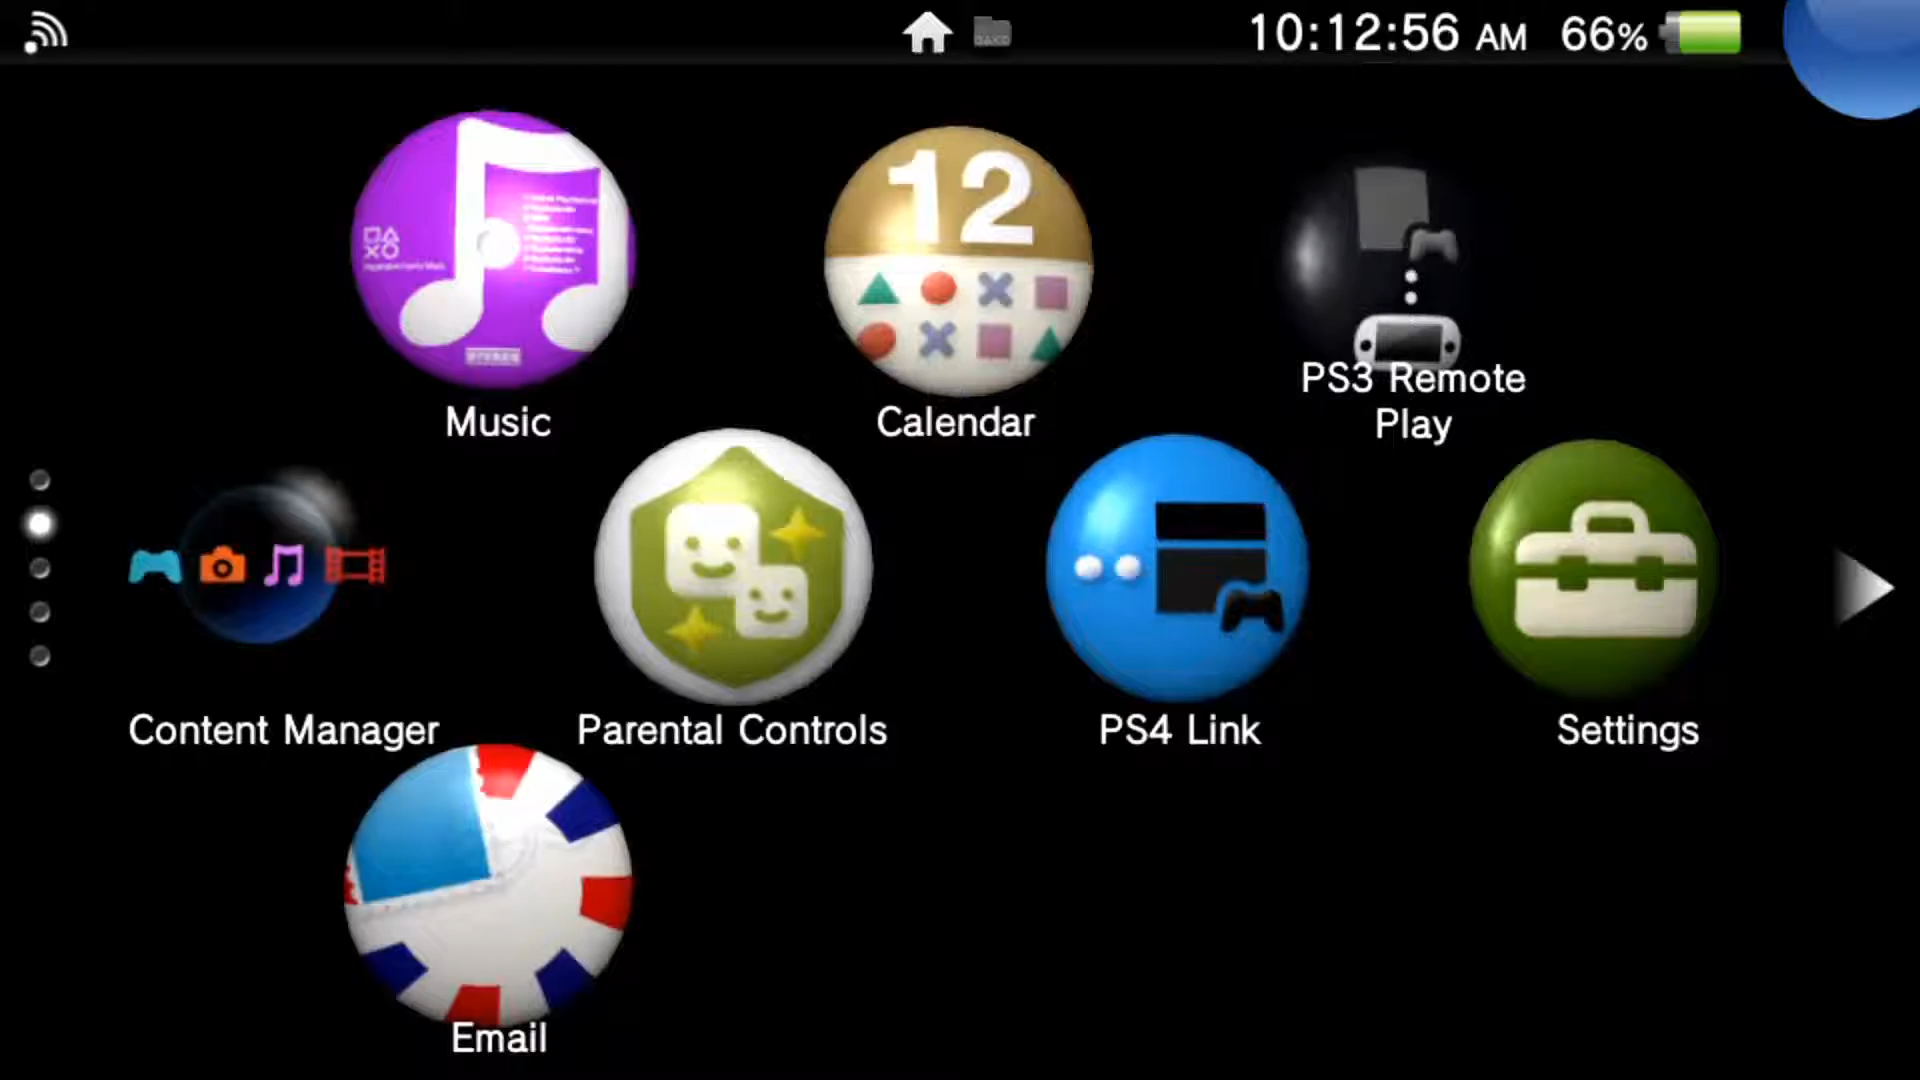 10:12:56 AM 66%
12
Music
Calendar
PS3 Remote
Play
Content Manager
Parental Controls
PS4 Link
Settings
Email